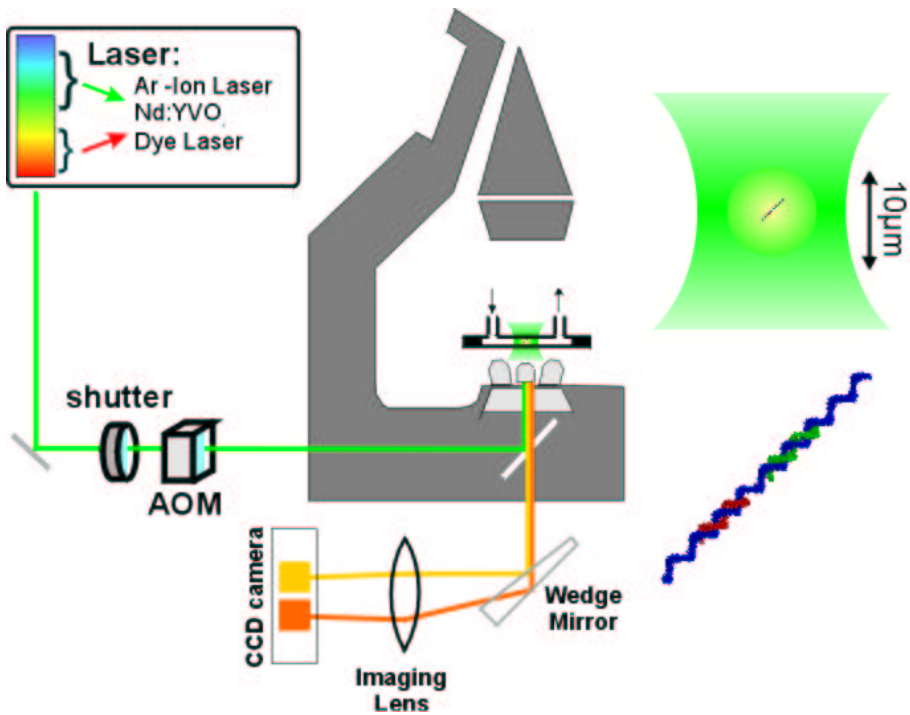 Laser:
Ar -Ion Laser
Nd:YVO
Dye Laser
10µm
shutter
AOM
CCD camera
Wedge
Mirror
Imaging
Lens